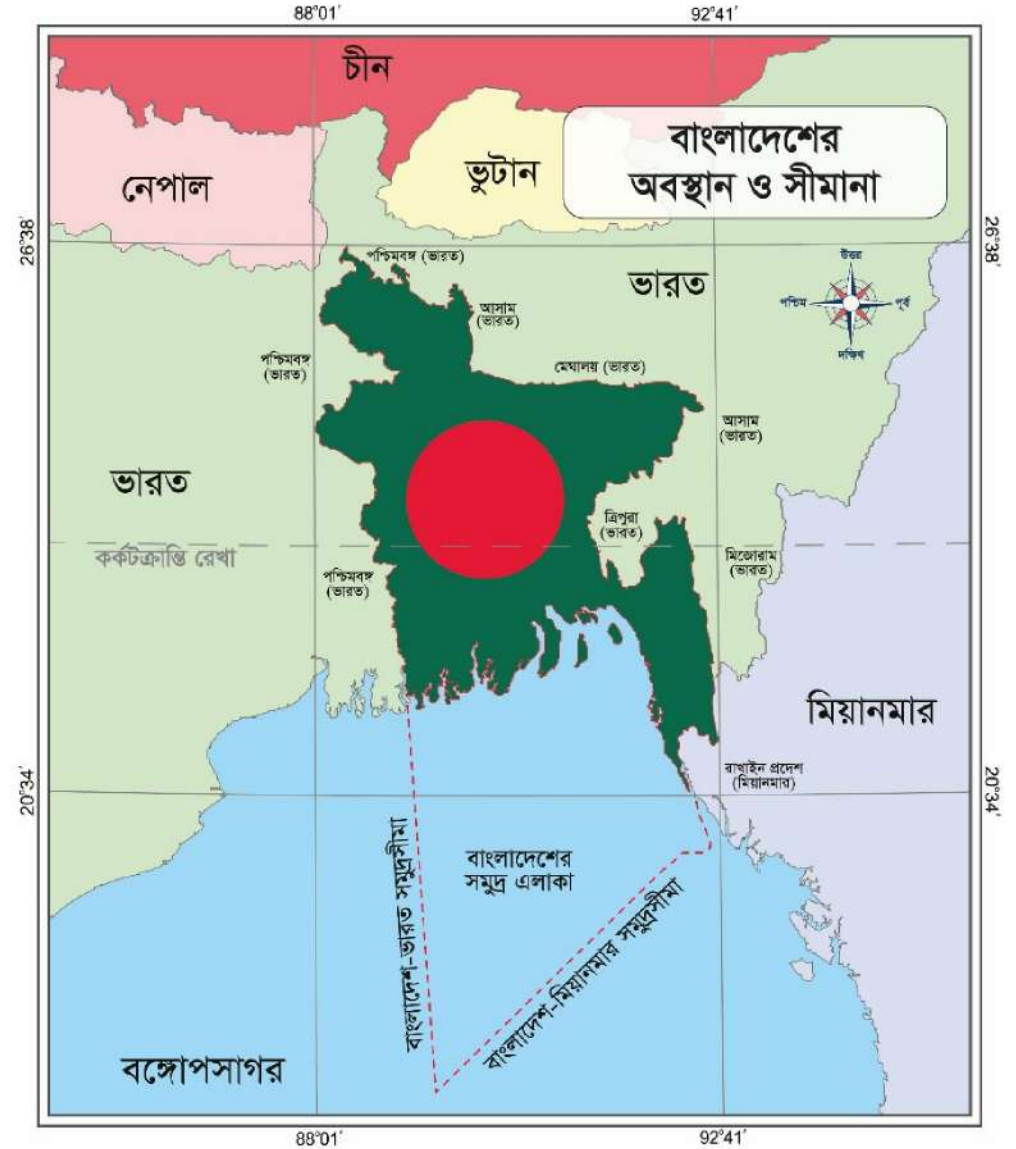 88°01′
92°41′
চীন
বাংলাদেশের
অবস্থান ও সীমানা
নেপাল
ভুটান
26°38′
26°38′
পশ্চিমবঙ্গ (ভারত)
উত্তর
ভারত
পশ্চিম
পূর্ব
আসাম
(ভারত)
দক্ষিণ
পশ্চিমবঙ্গ
(ভারত)
মেঘালয় (ভারত)
আসাম
(ভারত)
ভারত
ত্রিপুরা
(ভারত)
কর্কটক্রান্তি রেখা
মিজোরাম
(ভারত)
পশ্চিমবঙ্গ
(ভারত)
মিয়ানমার
রাখাইন প্রদেশ
(মিয়ানমার)
20°34′
20°34′
বাংলাদেশের
সমুদ্র এলাকা
বাংলাদেশ-ভারত সমুদ্রসীমা
বাংলাদেশ-মিয়ানমার সমুদ্রসীমা
বঙ্গোপসাগর
88°01′
92°41′